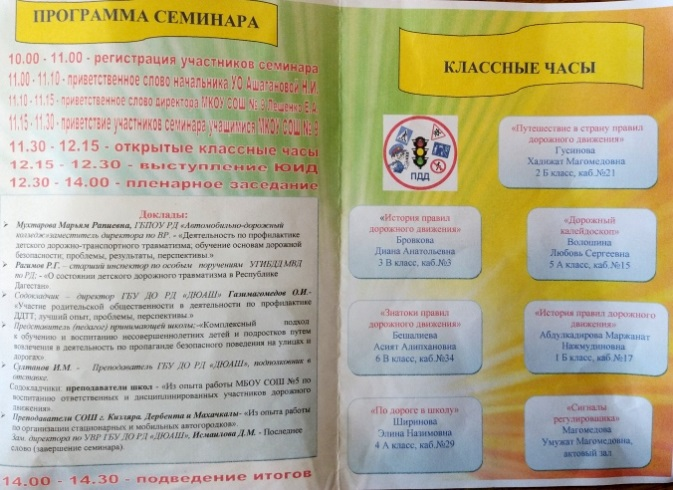 ПРОГРАММА СЕМИНАРА
10.00 - 11.00 - регистрация участников семинара
11.00 - 11.10 - приветственное слово начальника УО Ашагановой Н.И.
11.10 - 11.15 - приветственное слово директора МКОУ СОШ № 3
11.15 - 11.30 - приветствие участников семинара учащимися МКОУ СОШ № 3
11.30 - 12.15 - открытые классные часы
12.15 - 12.30 - выступление ЮИД
12.30 - 14.00 - пленарное заседание
Доклады:
Мухтарова Марьям Рапиевна, ГБПОУ РД «Автомобильно-дорожный
колледж»заместитель директора по ВР. - «Деятельность по профилактике
детского дорожно-транспортного травматизма; обучение основам дорожной
безопасности; проблемы, результаты, перспективы.»
Расимов Р.Г. – старший инспектор по особым поручениям УГИБДД МВД
по РД. - «О состоянии детского дорожного травматизма в Республике
Дагестан»
Содокладчик - директор ГБУ ДО РД «ДЮАШ» Газимагомедов О.И.-
«Участие родительской общественности в деятельности по профилактике
ДДТТ; лучший опыт, проблемы, перспективы.»
Представитель (педагог) принимающей школы; «Комплексный подход
к обучению и воспитанию несовершеннолетних детей и подростков путем
вовлечения в деятельность по пропаганде безопасного поведения на улицах и
дорогах»
Султанов И.М - Преподаватель ГБУ ДО РД «ДЮАШ», подполковник в
отставке.
Содокладчики: преподаватели школ - «Из опыта работы МБОУ СОШ №5 по
воспитанию ответственных и дисциплинированных участников дорожного
движения»
Преподаватели СОШ г. Кизляра, Дербента и Махачкалы- «Из опыта работы
по организации стационарных и мобильных автогородков».
Зам. директора по УВР ГБУ ДО РД «ДЮАШ», Исмаилова Д.М. - Последнее
слово (завершение семинара).
14.00 - 14.30 - подведение итогов
КЛАССНЫЕ ЧАСЫ
ПДД
«Путешествие в страну правил
дорожного движения»
Гусинова
Хадижат Магомедовна
2 Б класс, каб.№21
«История правил
дорожного движения»
Бровкова
Диана Анатольевна
3 В класс, каб.№3
«Дорожный
калейдоскоп»
Волошина
Любовь Сергеевна
5 А класс, каб.№15
«Знатоки правил
дорожного движения»
Бешалиева
Асият Алипхановна
6 В класс, каб.№34
«История правил дорожного
движения»
Абдулкадирова Маржанат
Нажмудиновна
1 Б класс, каб №17
«По дороге в школу»
Ширинова
Элина Назимовна
4 А класс, каб.№29
«Сигналы
регулировщика»
Магомедова
Умужат Магомедовна,
актовый зал